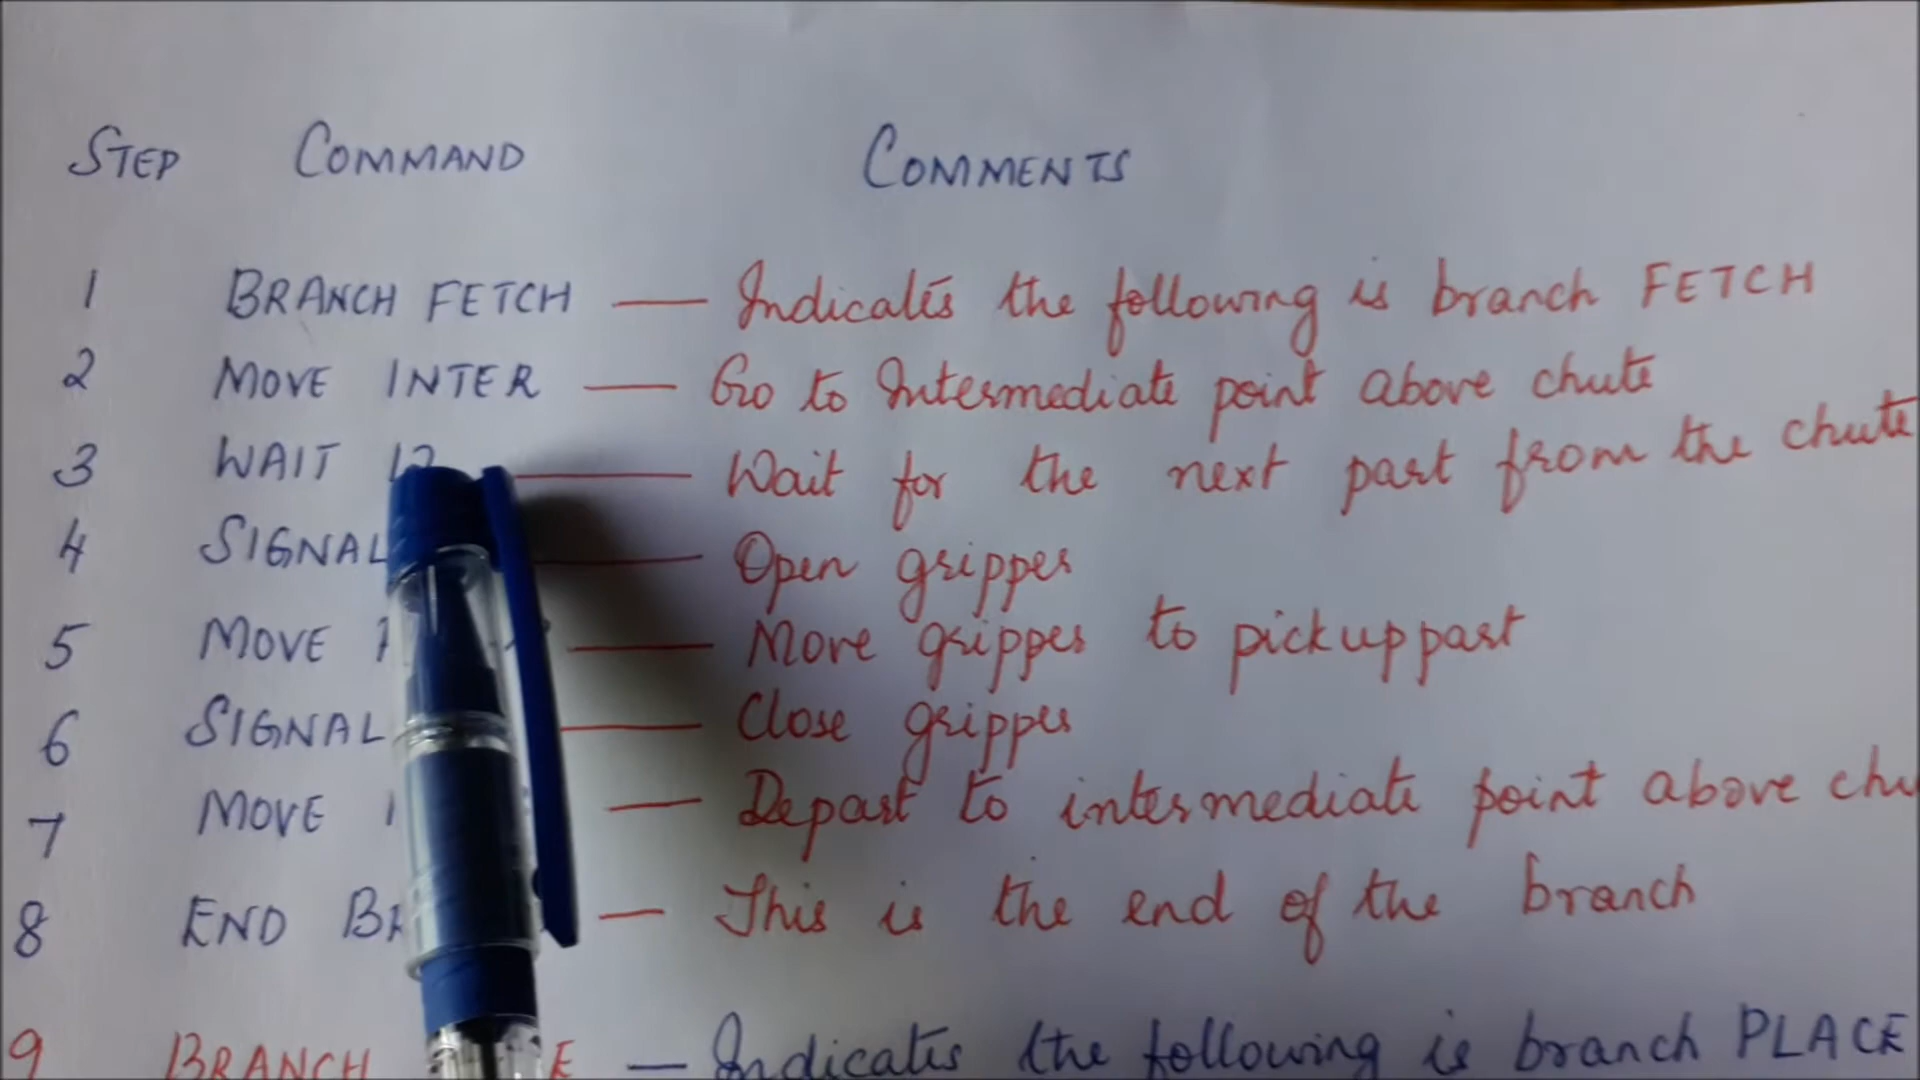 STEP COMMAND COMMENTS
1 BRANCH FETCH — Indicates the following is branch FETCH
2 MOVE INTER — Go to Intermediate point above chute
3 WAIT 12 — Wait for the next part from the chute
4 SIGNAL — Open gripper
5 MOVE — Move gripper to pickup part
6 SIGNAL — Close gripper
7 MOVE — Depart to intermediate point above
8 END — This is the end of the branch
9 BRANCH — Indicates the following is branch PLACE